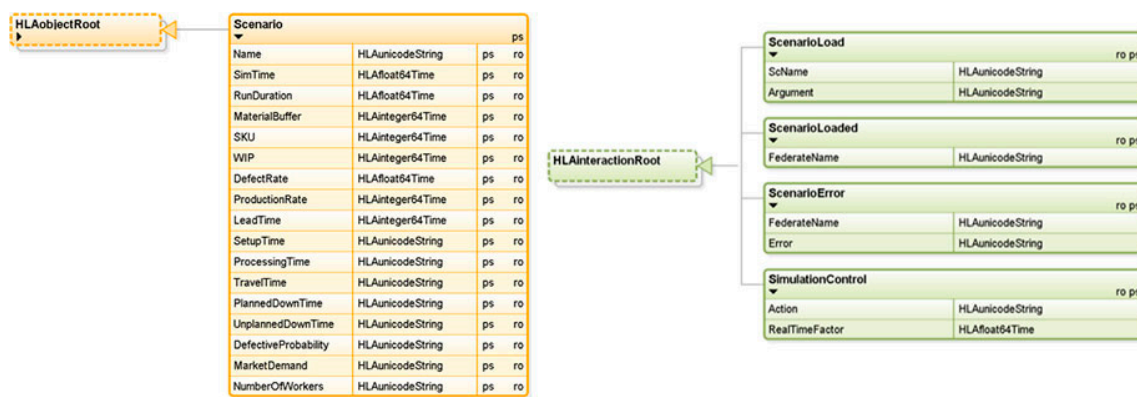 HLAobjectRoot
Scenario
ps
Name HLAunicodeString ps ro
SimTime HLAfloat64Time ps ro
RunDuration HLAfloat64Time ps ro
MaterialBuffer HLAinteger64Time ps ro
SKU HLAinteger64Time ps ro
WIP HLAinteger64Time ps ro
DefectRate HLAfloat64Time ps ro
ProductionRate HLAinteger64Time ps ro
LeadTime HLAinteger64Time ps ro
SetupTime HLAunicodeString ps ro
ProcessingTime HLAunicodeString ps ro
TravelTime HLAunicodeString ps ro
PlannedDownTime HLAunicodeString ps ro
UnplannedDownTime HLAunicodeString ps ro
DefectiveProbability HLAunicodeString ps ro
MarketDemand HLAunicodeString ps ro
NumberOfWorkers HLAunicodeString ps ro
HLAinteractionRoot
ScenarioLoad
ro ps
ScName HLAunicodeString
Argument HLAunicodeString
ScenarioLoaded
ro ps
FederateName HLAunicodeString
ScenarioError
ro ps
FederateName HLAunicodeString
Error HLAunicodeString
SimulationControl
ro ps
Action HLAunicodeString
RealTimeFactor HLAfloat64Time